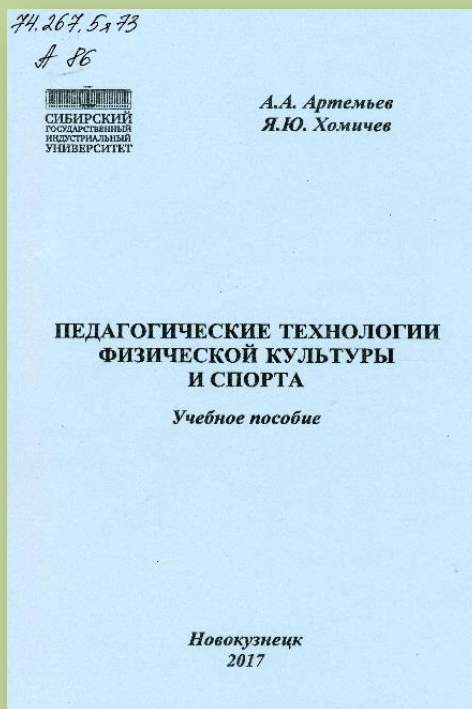 74.267.5я73
А 86
СИБИРСКИЙ
ГОСУДАРСТВЕННЫЙ
ИНДУСТРИАЛЬНЫЙ
УНИВЕРСИТЕТ
А.А. Артемьев
Я.Ю. Хомичев
ПЕДАГОГИЧЕСКИЕ ТЕХНОЛОГИИ
ФИЗИЧЕСКОЙ КУЛЬТУРЫ
И СПОРТА
Учебное пособие
Новокузнецк
2017